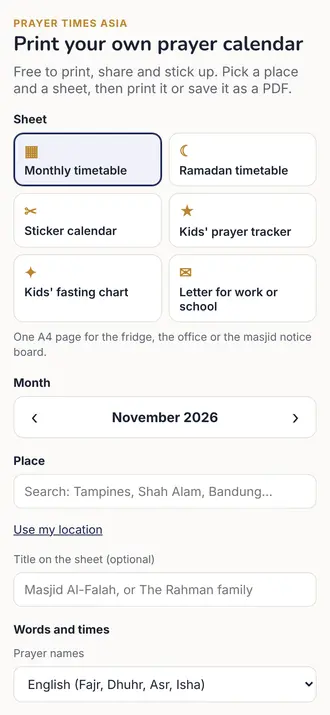 PRAYER TIMES ASIA
Print your own prayer calendar
Free to print, share and stick up. Pick a place
and a sheet, then print it or save it as a PDF.
Sheet
Monthly timetable
Ramadan timetable
Sticker calendar
Kids' prayer tracker
Kids' fasting chart
Letter for work or
school
One A4 page for the fridge, the office or the masjid notice
board.
Month
November 2026
Place
Search: Tampines, Shah Alam, Bandung...
Use my location
Title on the sheet (optional)
Masjid Al-Falah, or The Rahman family
Words and times
Prayer names
English (Fajr, Dhuhr, Asr, Isha)